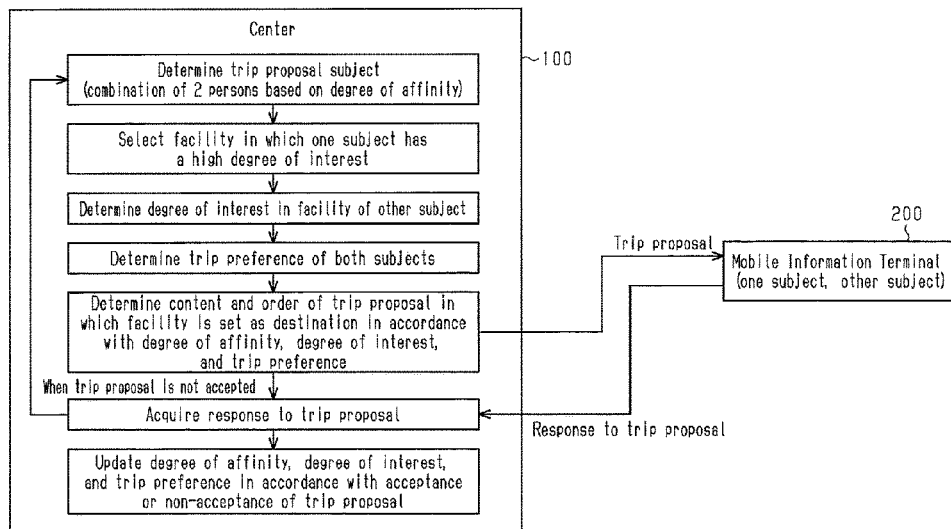 Center
100
Determine trip proposal subject
(combination of 2 persons based on degree of affinity)
Select facility in which one subject has
a high degree of interest
Determine degree of interest in facility of other subject
Determine trip preference of both subjects
Determine content and order of trip proposal in
which facility is set as destination in accordance
with degree of affinity, degree of interest,
and trip preference
When trip proposal is not accepted
Acquire response to trip proposal
Update degree of affinity, degree of interest,
and trip preference in accordance with acceptance
or non-acceptance of trip proposal
Trip proposal
200
Mobile Information Terminal
(one subject, other subject)
Response to trip proposal